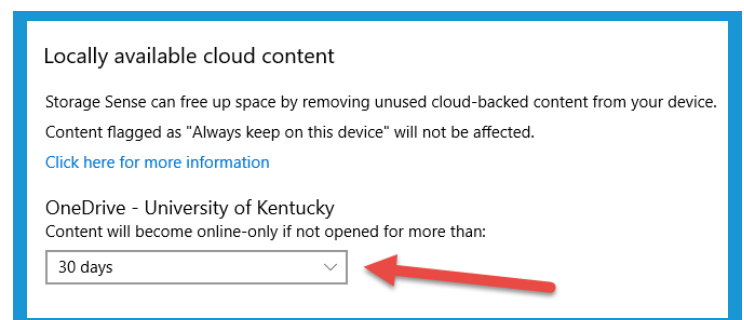 Locally available cloud content
Storage Sense can free up space by removing unused cloud-backed content from your device.
Content flagged as "Always keep on this device" will not be affected.
Click here for more information
OneDrive - University of Kentucky
Content will become online-only if not opened for more than:
30 days